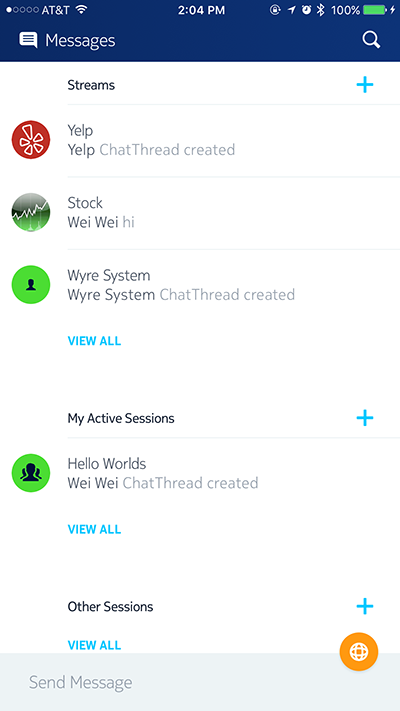 AT&T 2:04 PM 100%
Messages
Streams
Yelp
Yelp ChatThread created
Stock
Wei Wei hi
Wyre System
Wyre System ChatThread created
VIEW ALL
My Active Sessions
Hello Worlds
Wei Wei ChatThread created
VIEW ALL
Other Sessions
VIEW ALL
Send Message